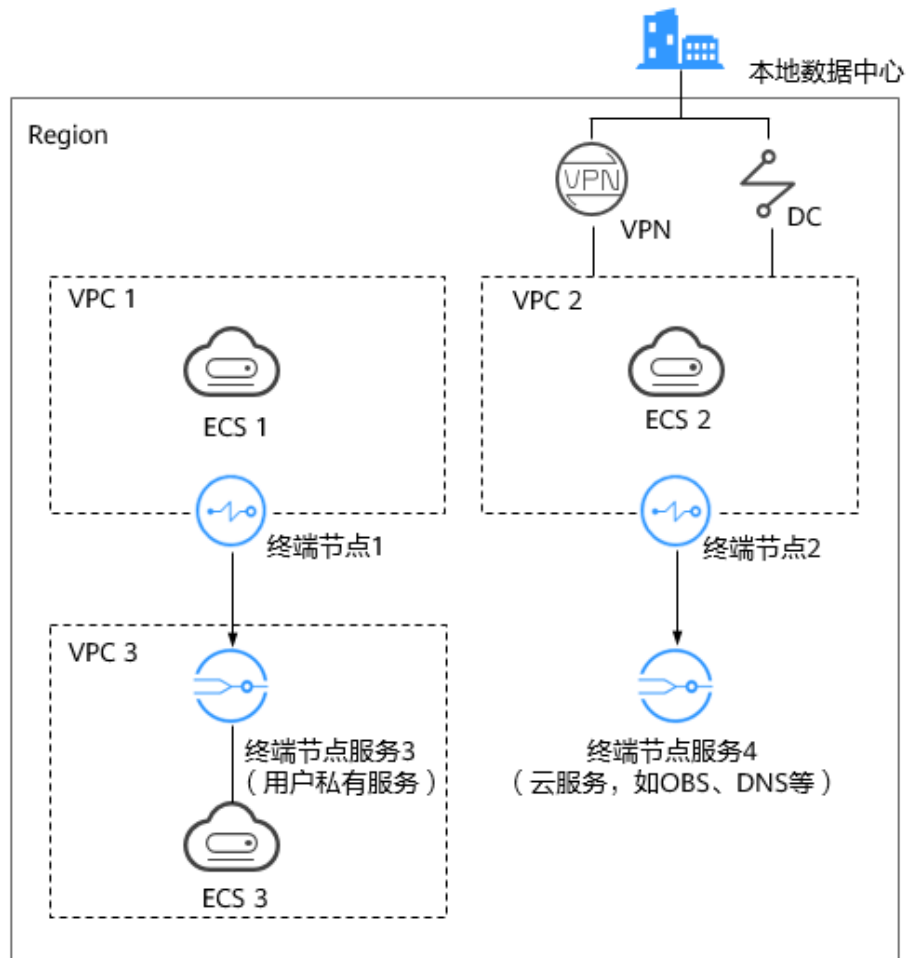 本地数据中心
Region
VPN
VPN
DC
VPC 1
VPC 2
ECS 1
ECS 2
终端节点1
终端节点2
VPC 3
终端节点服务3
（用户私有服务）
终端节点服务4
（云服务，如OBS、DNS等）
ECS 3